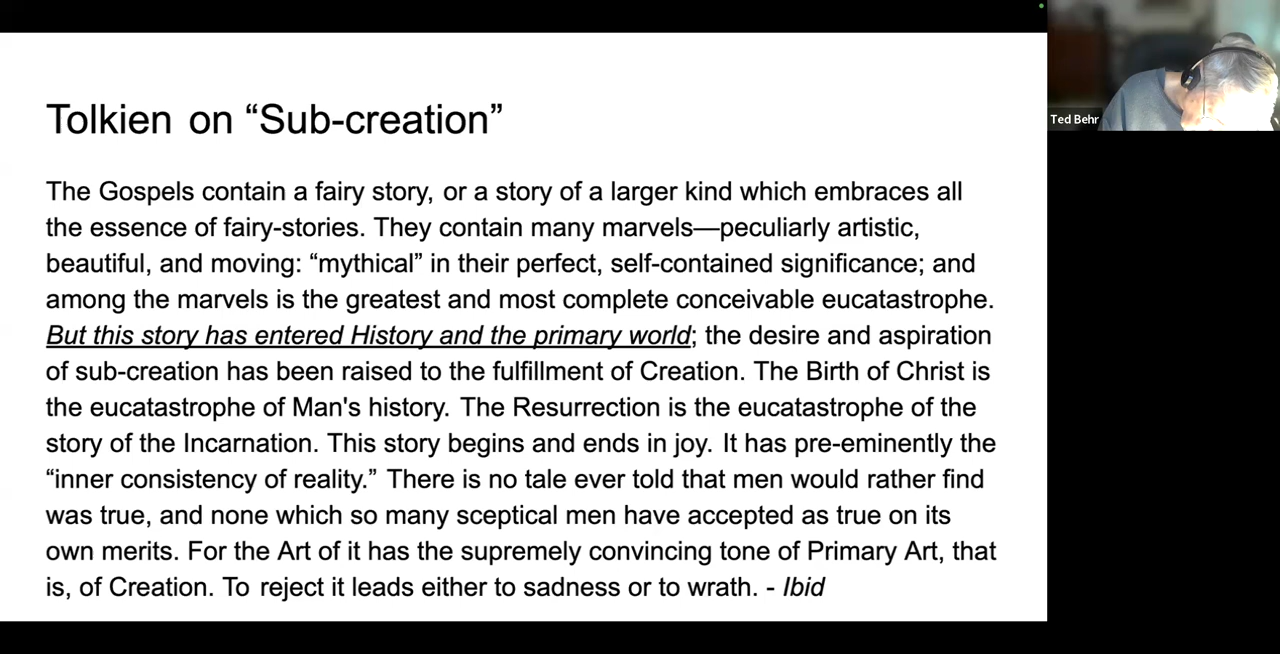 Tolkien on “Sub-creation”
The Gospels contain a fairy story, or a story of a larger kind which embraces all
the essence of fairy-stories. They contain many marvels—peculiarly artistic,
beautiful, and moving: “mythical” in their perfect, self-contained significance; and
among the marvels is the greatest and most complete conceivable eucatastrophe.
But this story has entered History and the primary world; the desire and aspiration
of sub-creation has been raised to the fulfillment of Creation. The Birth of Christ is
the eucatastrophe of Man's history. The Resurrection is the eucatastrophe of the
story of the Incarnation. This story begins and ends in joy. It has pre-eminently the
“inner consistency of reality.” There is no tale ever told that men would rather find
was true, and none which so many sceptical men have accepted as true on its
own merits. For the Art of it has the supremely convincing tone of Primary Art, that
is, of Creation. To reject it leads either to sadness or to wrath. - Ibid
Ted Behr